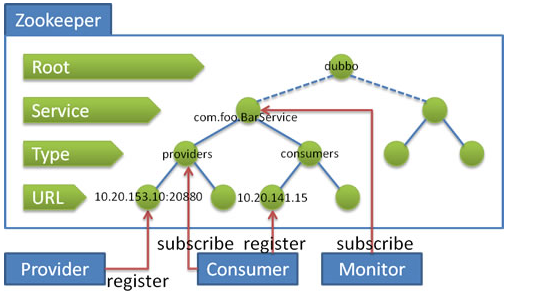 Zookeeper
Root
dubbo
Service
com.foo.BarService
Type
providers
consumers
URL
10.20.153.10:20880
10.20.141.15
subscribe
register
subscribe
Provider
register
Consumer
Monitor